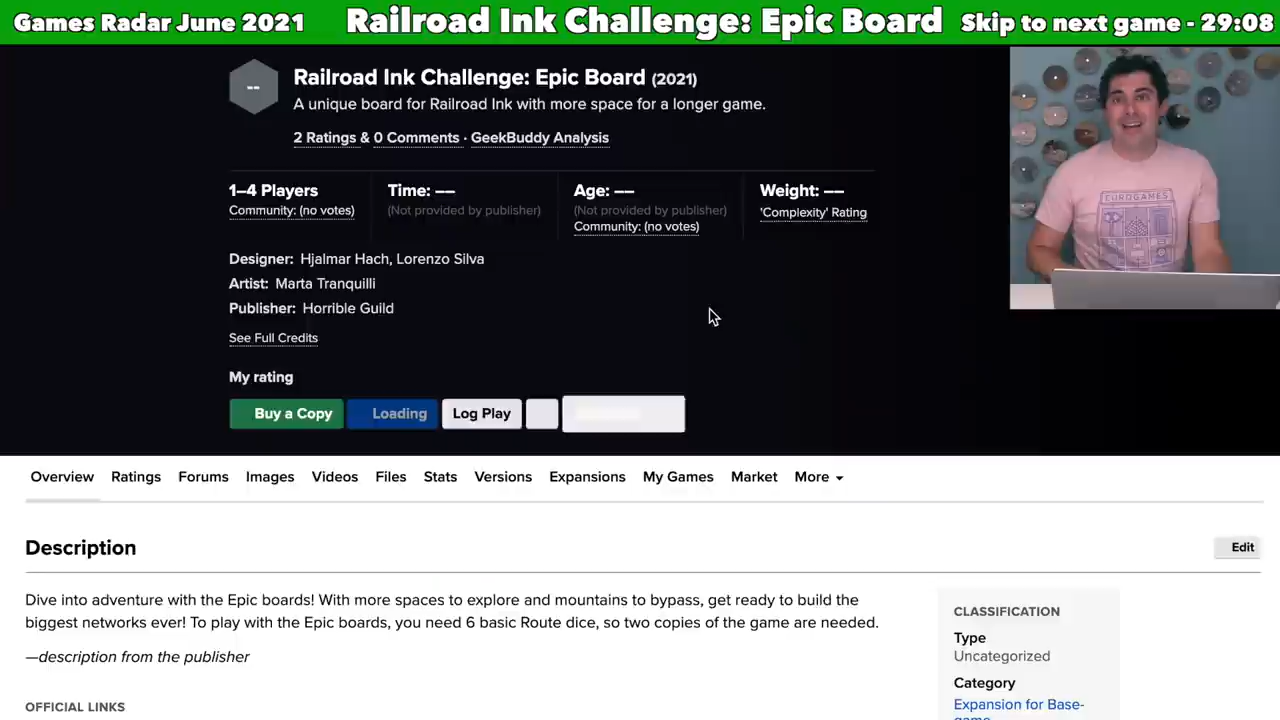 Games Radar June 2021
Railroad Ink Challenge: Epic Board
Skip to next game - 29:08
--
Railroad Ink Challenge: Epic Board (2021)
A unique board for Railroad Ink with more space for a longer game.
2 Ratings & 0 Comments · GeekBuddy Analysis
1–4 Players
Community: (no votes)
Time: ––
(Not provided by publisher)
Age: ––
(Not provided by publisher)
Community: (no votes)
Weight: ––
'Complexity' Rating
Designer: Hjalmar Hach, Lorenzo Silva
Artist: Marta Tranquilli
Publisher: Horrible Guild
See Full Credits
My rating
Buy a Copy
Loading
Log Play
EUROGAMES
Overview
Ratings
Forums
Images
Videos
Files
Stats
Versions
Expansions
My Games
Market
More
Description
Edit
Dive into adventure with the Epic boards! With more spaces to explore and mountains to bypass, get ready to build the
biggest networks ever! To play with the Epic boards, you need 6 basic Route dice, so two copies of the game are needed.
—description from the publisher
OFFICIAL LINKS
CLASSIFICATION
Type
Uncategorized
Category
Expansion for Base-
game